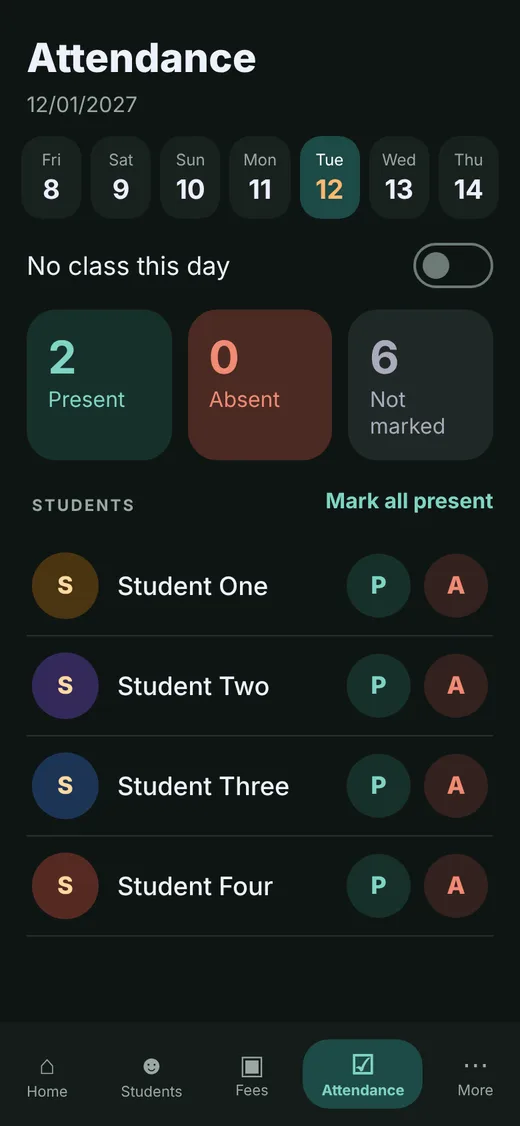 Attendance
12/01/2027
Fri Sat Sun Mon Tue Wed Thu
8 9 10 11 12 13 14
No class this day
2 0 6
Present Absent Not
marked
STUDENTS Mark all present
S Student One P A
S Student Two P A
S Student Three P A
S Student Four P A
Home Students Fees Attendance More